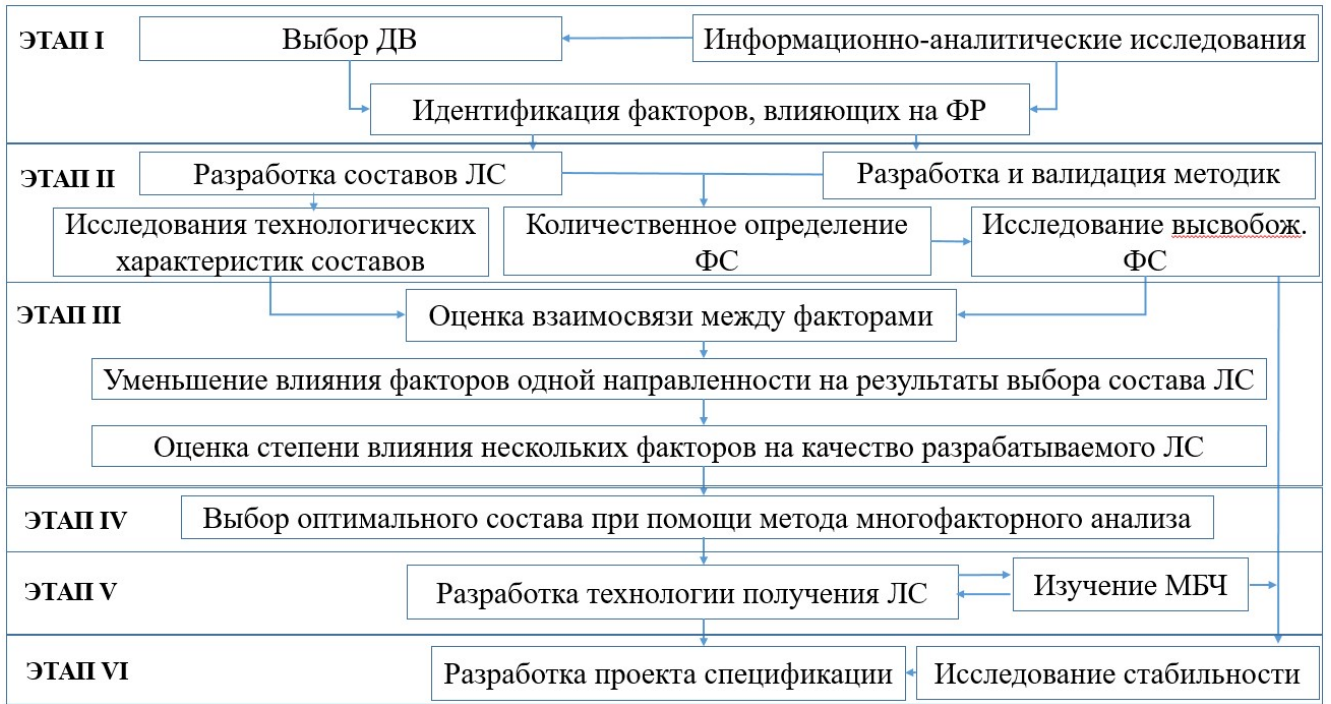 ЭТАП I
Выбор ДВ
Информационно-аналитические исследования
Идентификация факторов, влияющих на ФР
ЭТАП II
Разработка составов ЛС
Разработка и валидация методик
Исследования технологических
характеристик составов
Количественное определение
ФС
Исследование высвобож.
ФС
ЭТАП III
Оценка взаимосвязи между факторами
Уменьшение влияния факторов одной направленности на результаты выбора состава ЛС
Оценка степени влияния нескольких факторов на качество разрабатываемого ЛС
ЭТАП IV
Выбор оптимального состава при помощи метода многофакторного анализа
ЭТАП V
Разработка технологии получения ЛС
Изучение МБЧ
ЭТАП VI
Разработка проекта спецификации
Исследование стабильности